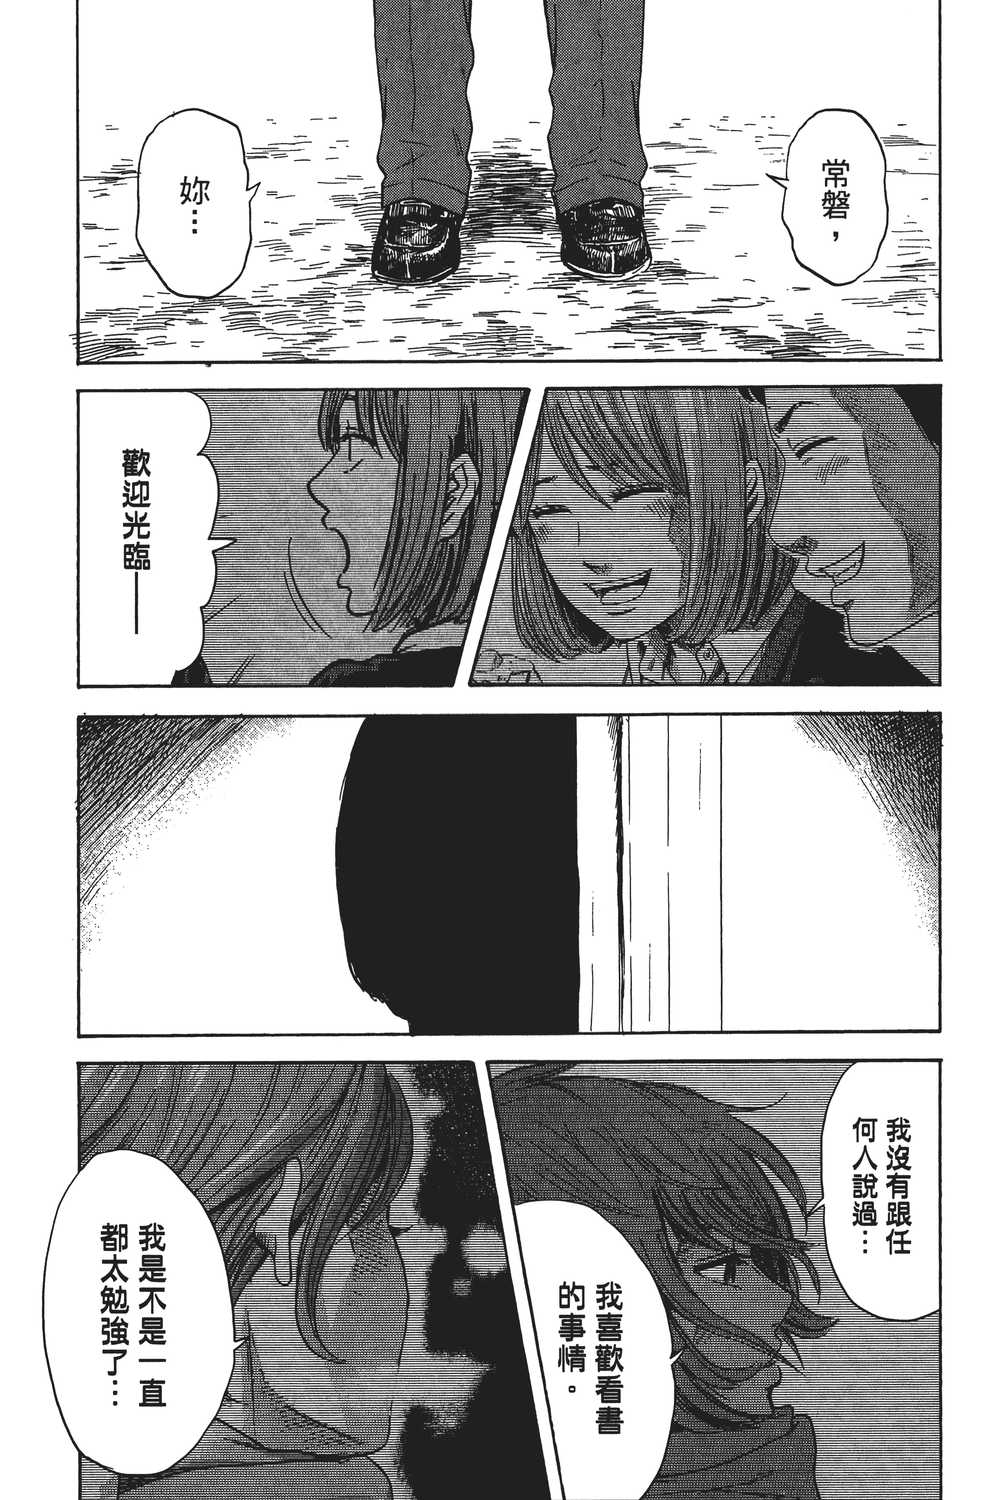 常磐，
妳…
歡迎光臨——
我沒有跟任
何人說過…
我喜歡看書
的事情。
我是不是一直
都太勉強了…